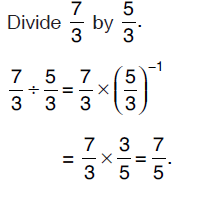 Divide 7/3 by 5/3.
7/3 ÷ 5/3 = 7/3 × (5/3)⁻¹
= 7/3 × 3/5 = 7/5.